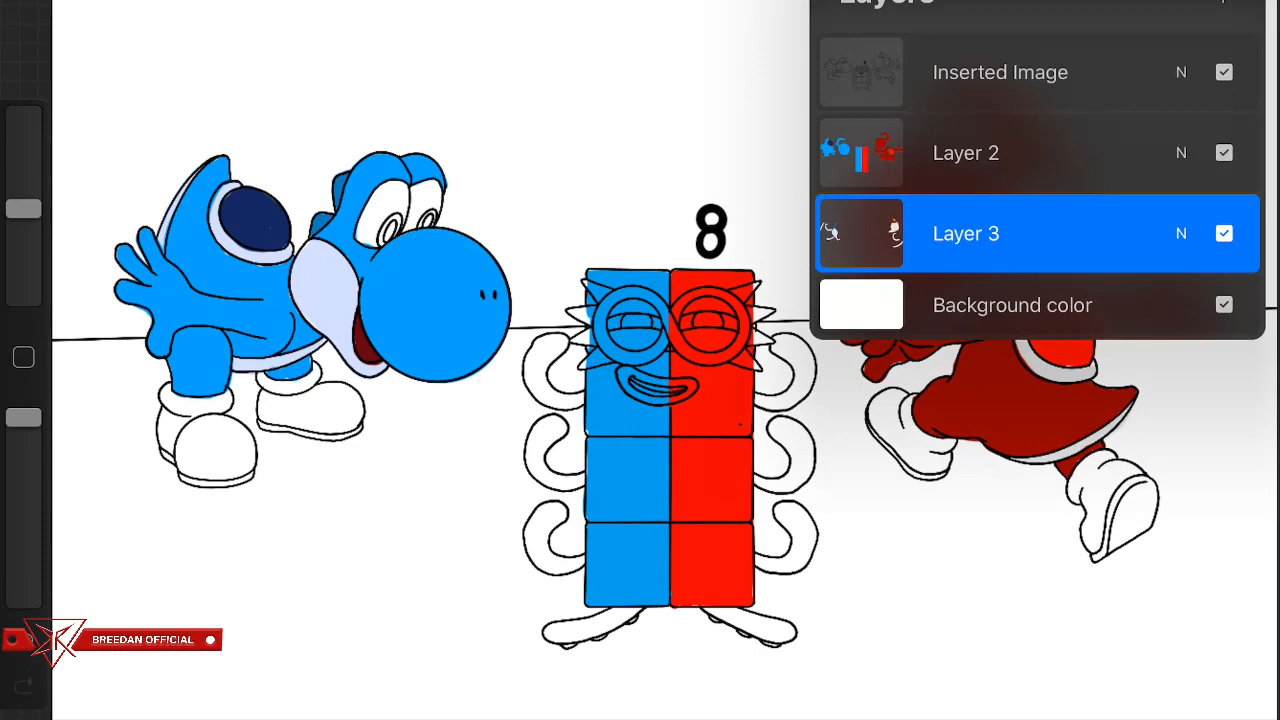 Layers
Inserted Image N
Layer 2 N
Layer 3 N
Background color
8
BREEDAN OFFICIAL